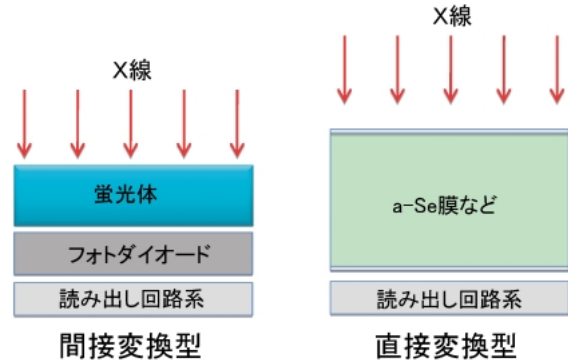 X線
蛍光体
フォトダイオード
読み出し回路系
間接変換型
X線
a-Se膜など
読み出し回路系
直接変換型